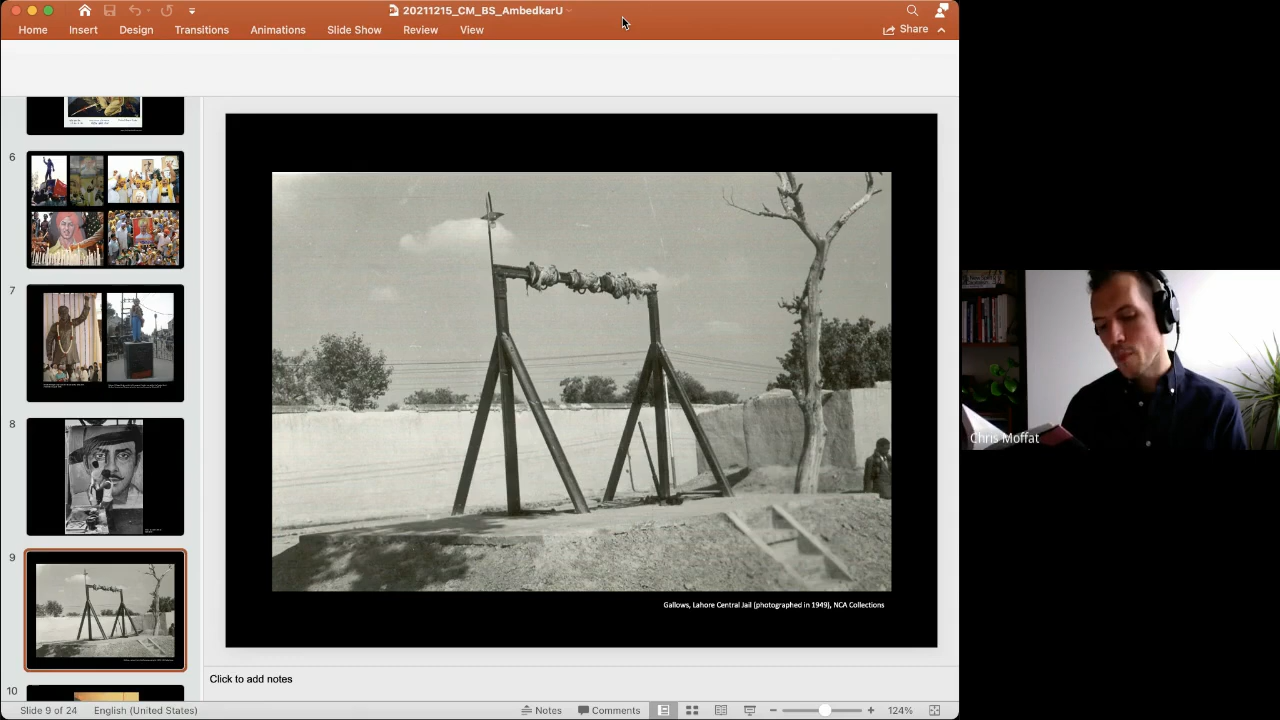 20211215_CM_BS_AmbedkarU
Home Insert Design Transitions Animations Slide Show Review View Share
6
7
8
9
10
Gallows, Lahore Central Jail (photographed in 1949), NCA Collections
Click to add notes
Slide 9 of 24 English (United States) Notes Comments 124%
Chris Moffat